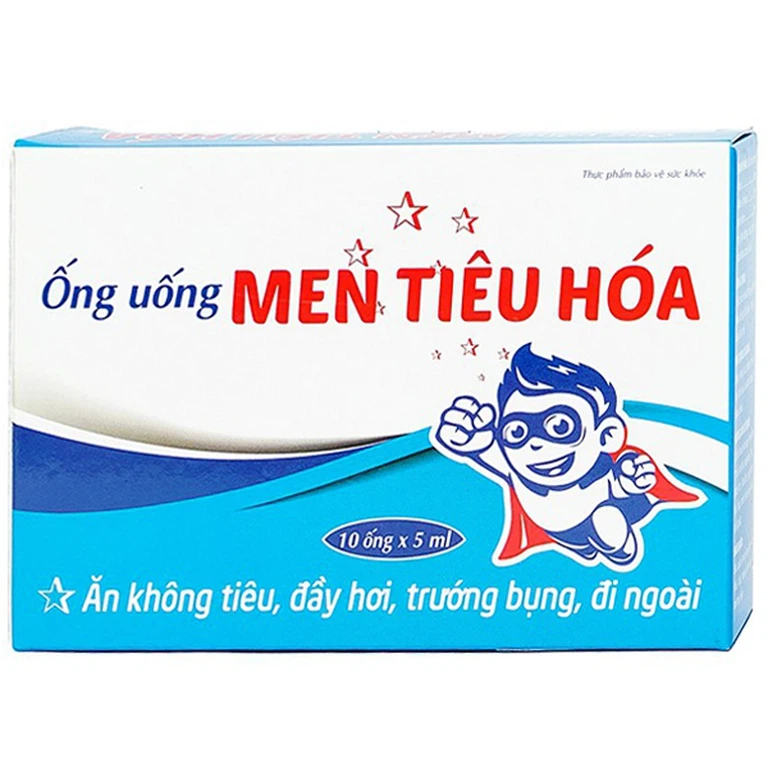 Thực phẩm bảo vệ sức khỏe
Ống uống MEN TIÊU HÓA
10 ống x 5 ml
Ăn không tiêu, đầy hơi, trướng bụng, đi ngoài